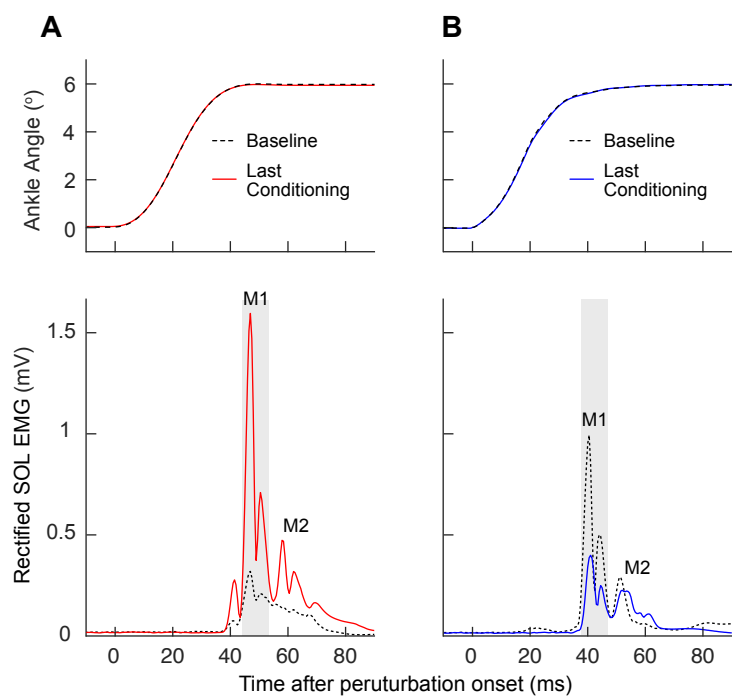 A
B
Ankle Angle (°)
6
4
2
0
Baseline
Last
Conditioning
Baseline
Last
Conditioning
Rectified SOL EMG (mV)
1.5
1
0.5
0
M1
M2
M1
M2
0 20 40 60 80
0 20 40 60 80
Time after peruturbation onset (ms)